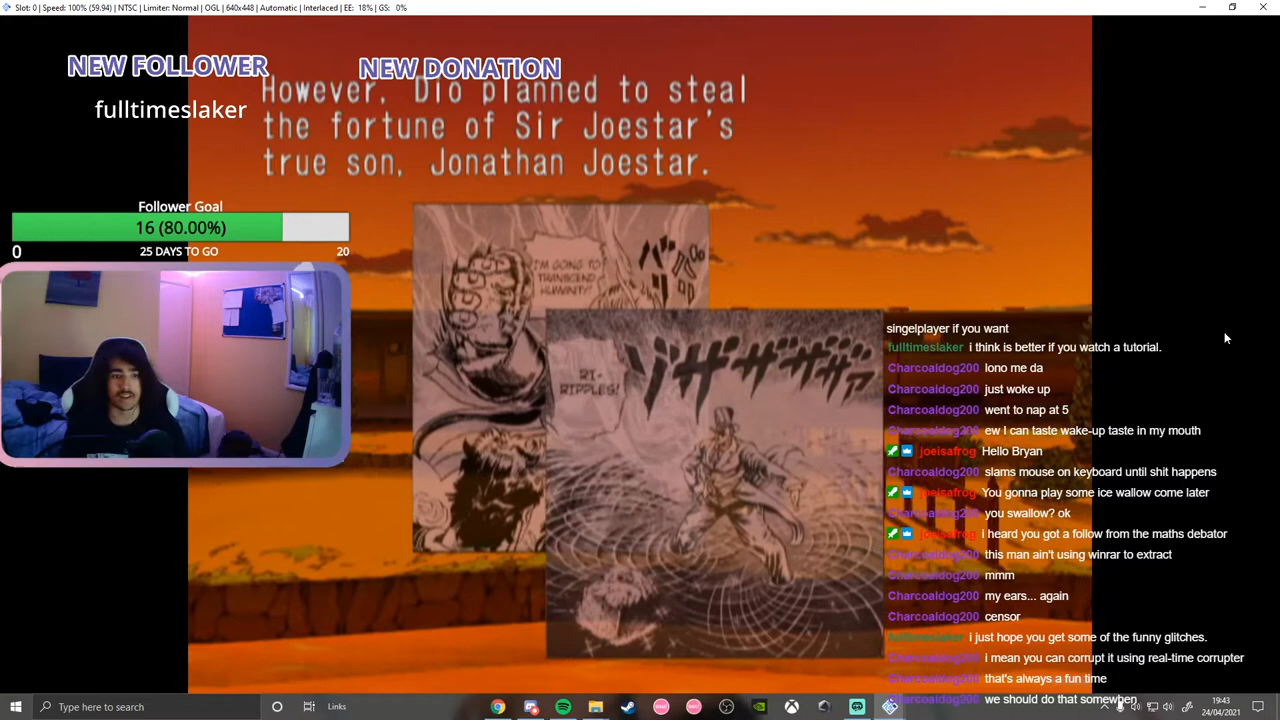 Slot: 0 | Speed: 100% (59.94) | NTSC | Limiter: Normal | OGL | 640x448 | Automatic | Interlaced | EE: 18% | GS: 0%
NEW FOLLOWER
NEW DONATION
fulltimeslaker
However, Dio planned to steal
the fortune of Sir Joestar's
true son, Jonathan Joestar.
Follower Goal
16 (80.00%)
0
25 DAYS TO GO
20
I'M GOING TO
TRANSCEND
HUMANITY!
RI-
RIPPLES!
singelplayer if you want
fulltimeslaker i think is better if you watch a tutorial.
Charcoaldog200 lono me da
Charcoaldog200 just woke up
Charcoaldog200 went to nap at 5
Charcoaldog200 ew I can taste wake-up taste in my mouth
joeisafrog Hello Bryan
Charcoaldog200 slams mouse on keyboard until shit happens
joeisafrog You gonna play some ice wallow come later
Charcoaldog200 you swallow? ok
joeisafrog i heard you got a follow from the maths debator
Charcoaldog200 this man ain't using winrar to extract
Charcoaldog200 mmm
Charcoaldog200 my ears... again
Charcoaldog200 censor
fulltimeslaker i just hope you get some of the funny glitches.
Charcoaldog200 i mean you can corrupt it using real-time corrupter
Charcoaldog200 that's always a fun time
Charcoaldog200 we should do that somewhen
Type here to search
Links
19:43
24/04/2021